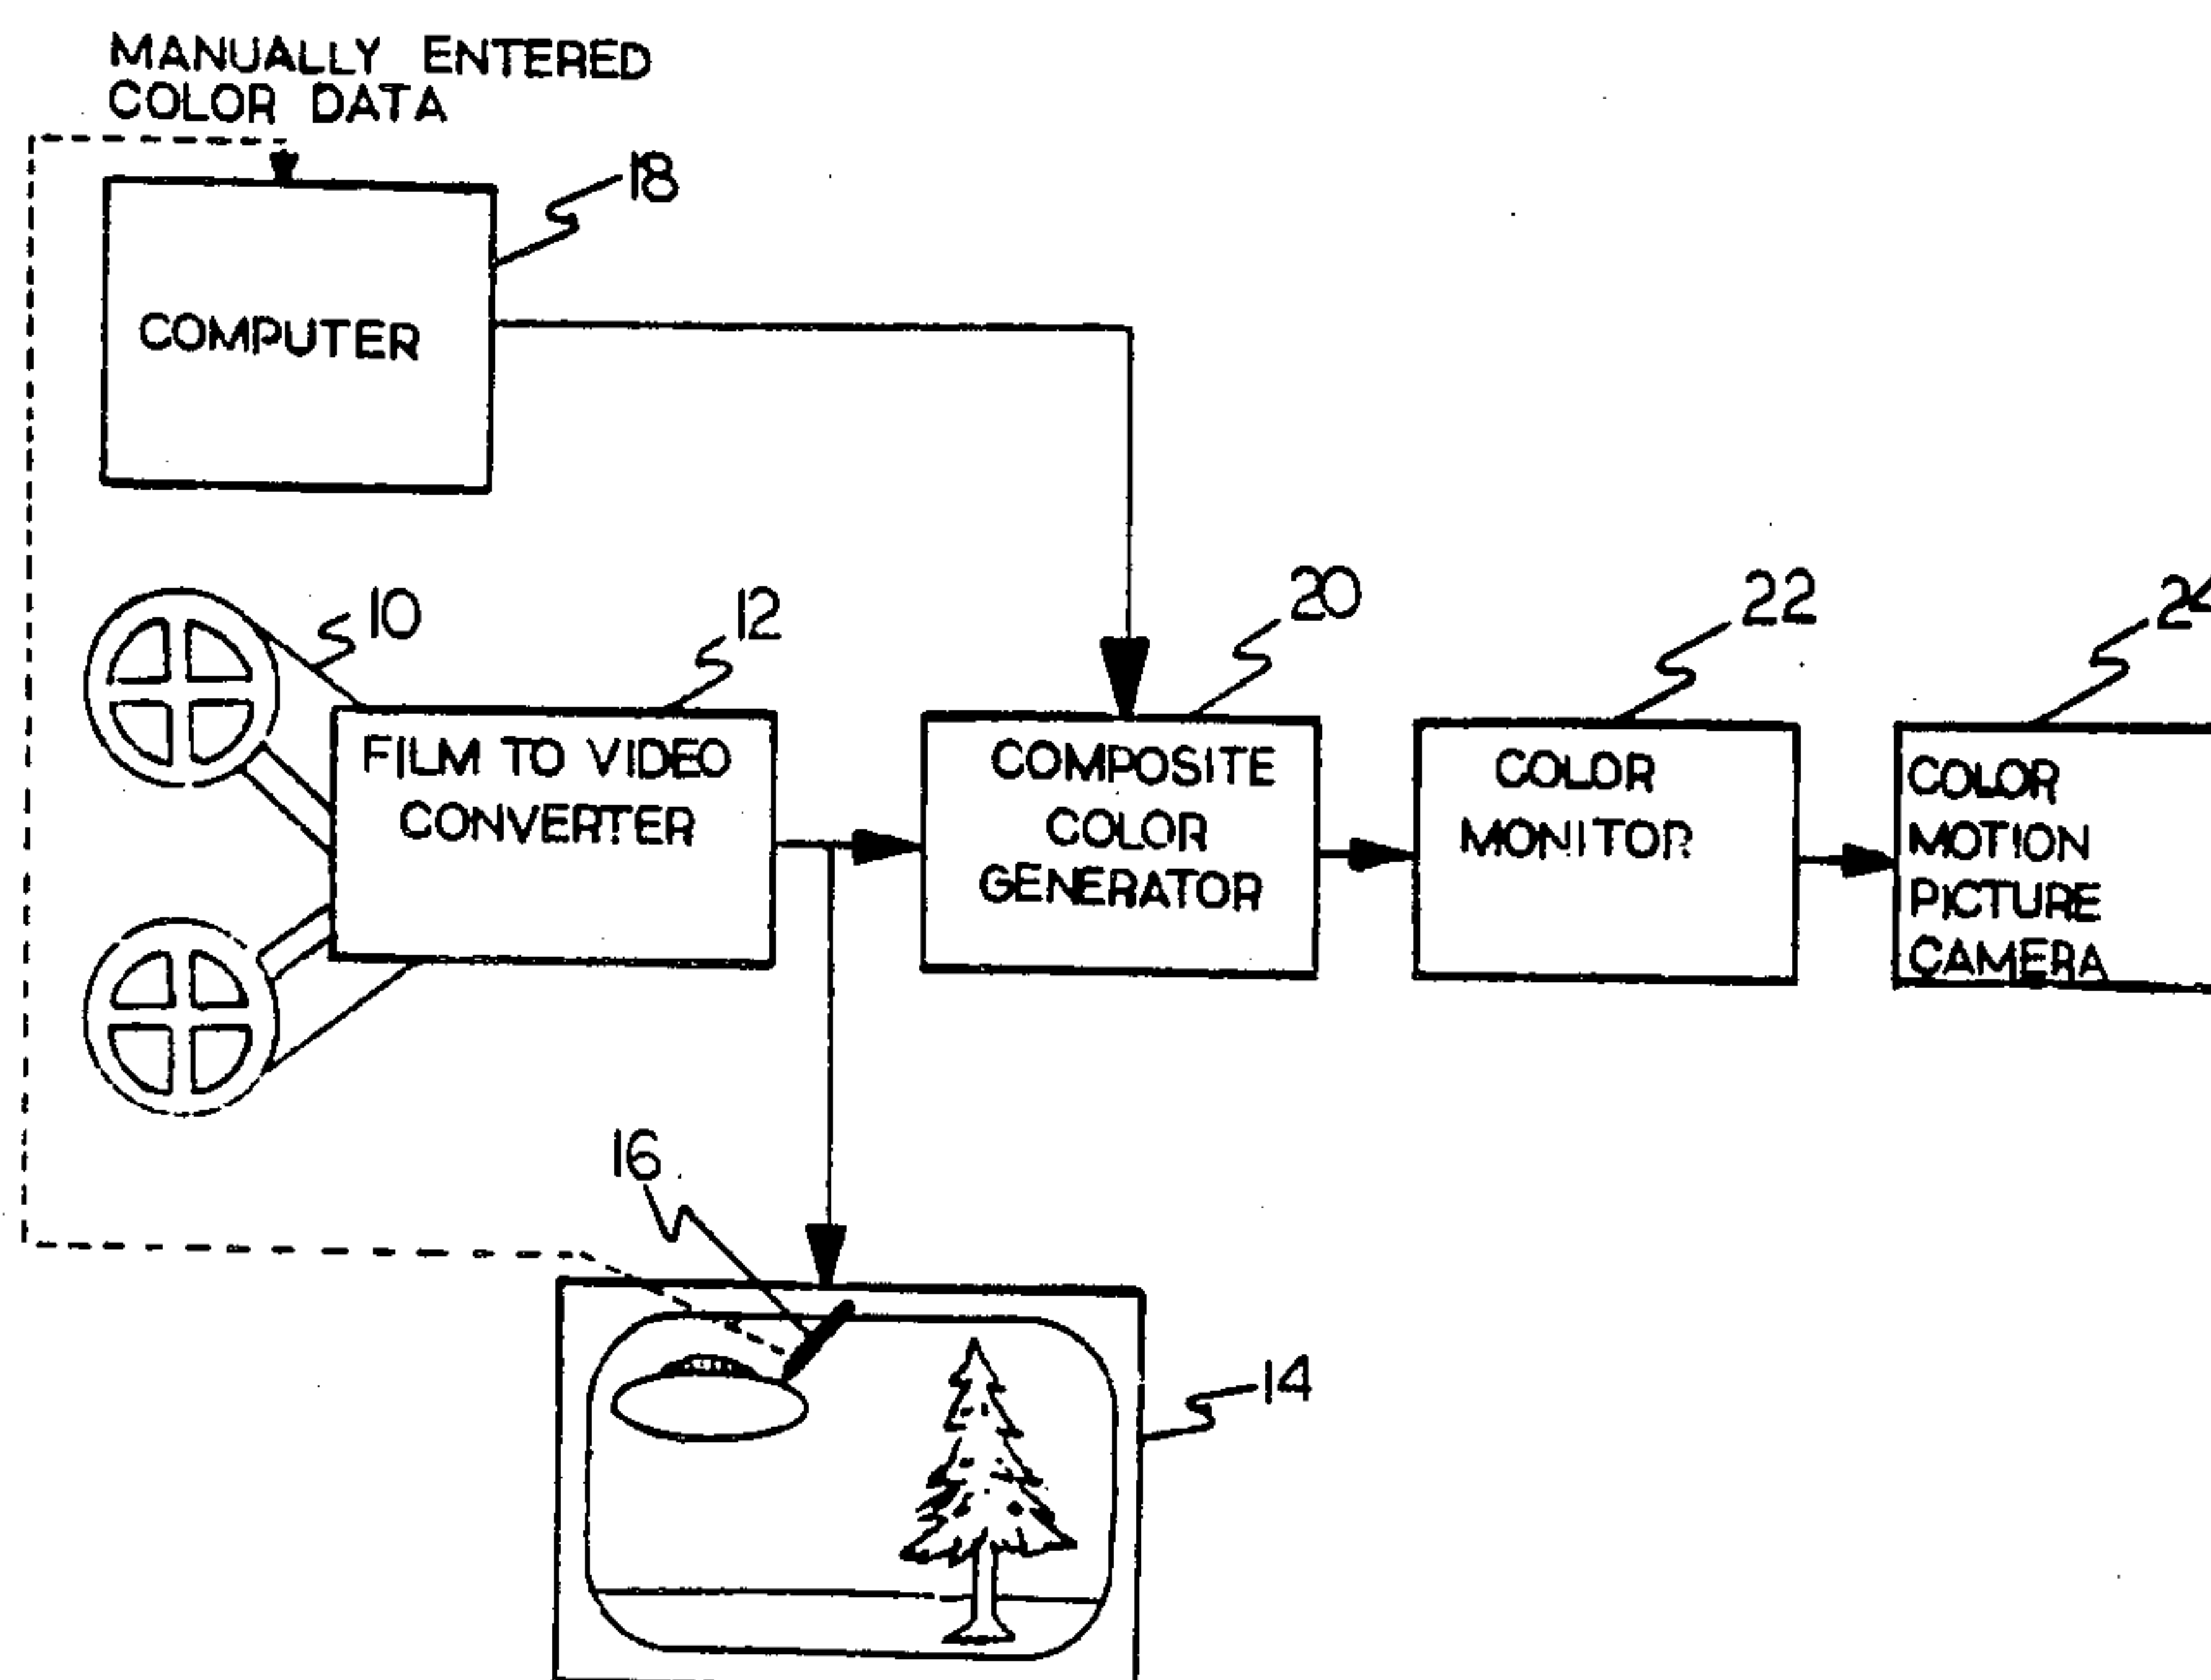 MANUALLY ENTERED
COLOR DATA
18
COMPUTER
10
12
20
22
FILM TO VIDEO
CONVERTER
COMPOSITE
COLOR
GENERATOR
COLOR
MONITOR
COLOR
MOTION
PICTURE
CAMERA
16
14